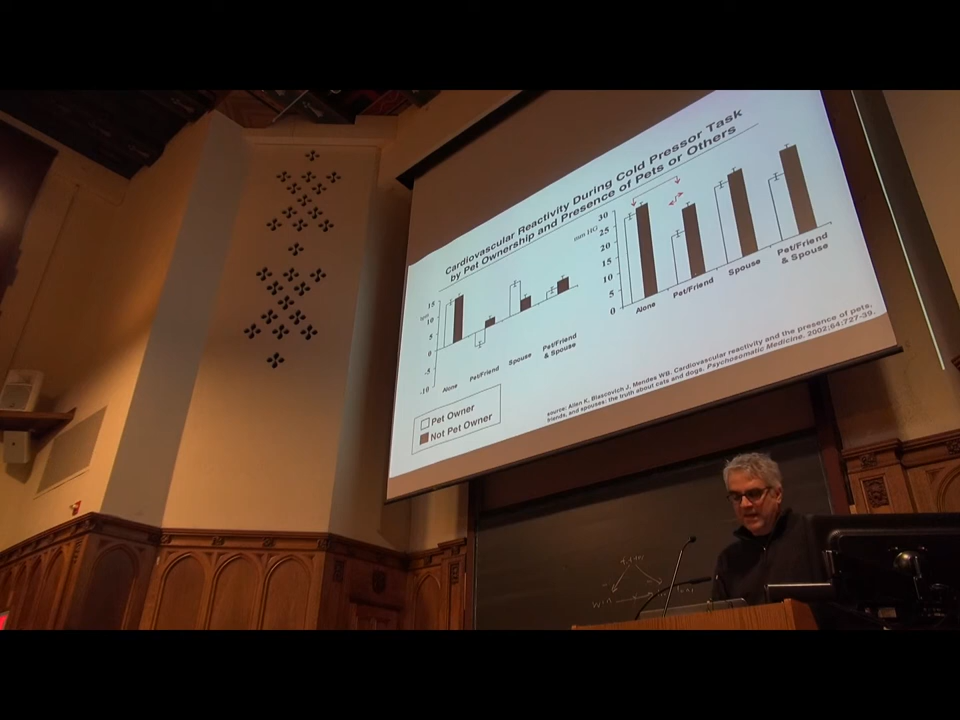 Cardiovascular Reactivity During Cold Pressor Task
by Pet Ownership and Presence of Pets or Others
15
10
5
0
-5
-10
Alone
Pet/Friend
Spouse
Pet/Friend
& Spouse
mm HG
30
25
20
15
10
5
0
Alone
Pet/Friend
Spouse
Pet/Friend
& Spouse
Pet Owner
Not Pet Owner
source: Allen K, Blascovich J, Mendes WB. Cardiovascular reactivity and the presence of pets,
friends, and spouses: the truth about cats and dogs. Psychosomatic Medicine. 2002;64:727-39.